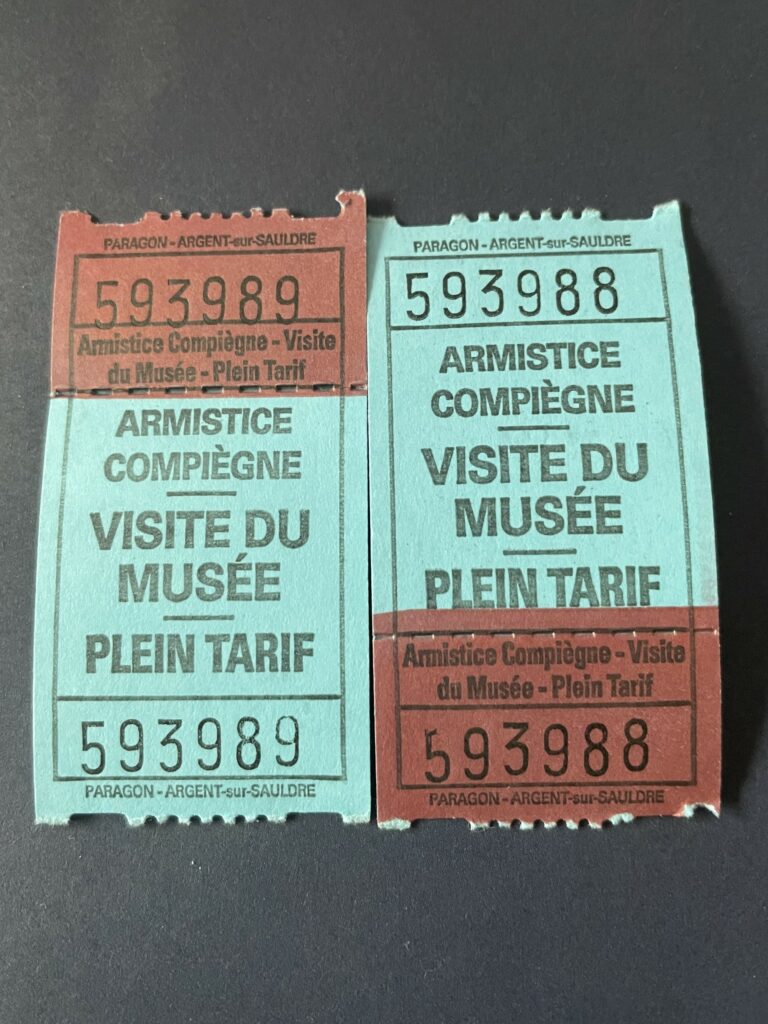 PARAGON - ARGENT-sur-SAULDRE
593989
Armistice Compiègne - Visite
du Musée - Plein Tarif
ARMISTICE
COMPIÈGNE
VISITE DU
MUSÉE
PLEIN TARIF
593989
PARAGON - ARGENT-sur-SAULDRE
PARAGON - ARGENT-sur-SAULDRE
593988
ARMISTICE
COMPIÈGNE
VISITE DU
MUSÉE
PLEIN TARIF
Armistice Compiègne - Visite
du Musée - Plein Tarif
593988
PARAGON - ARGENT-sur-SAULDRE